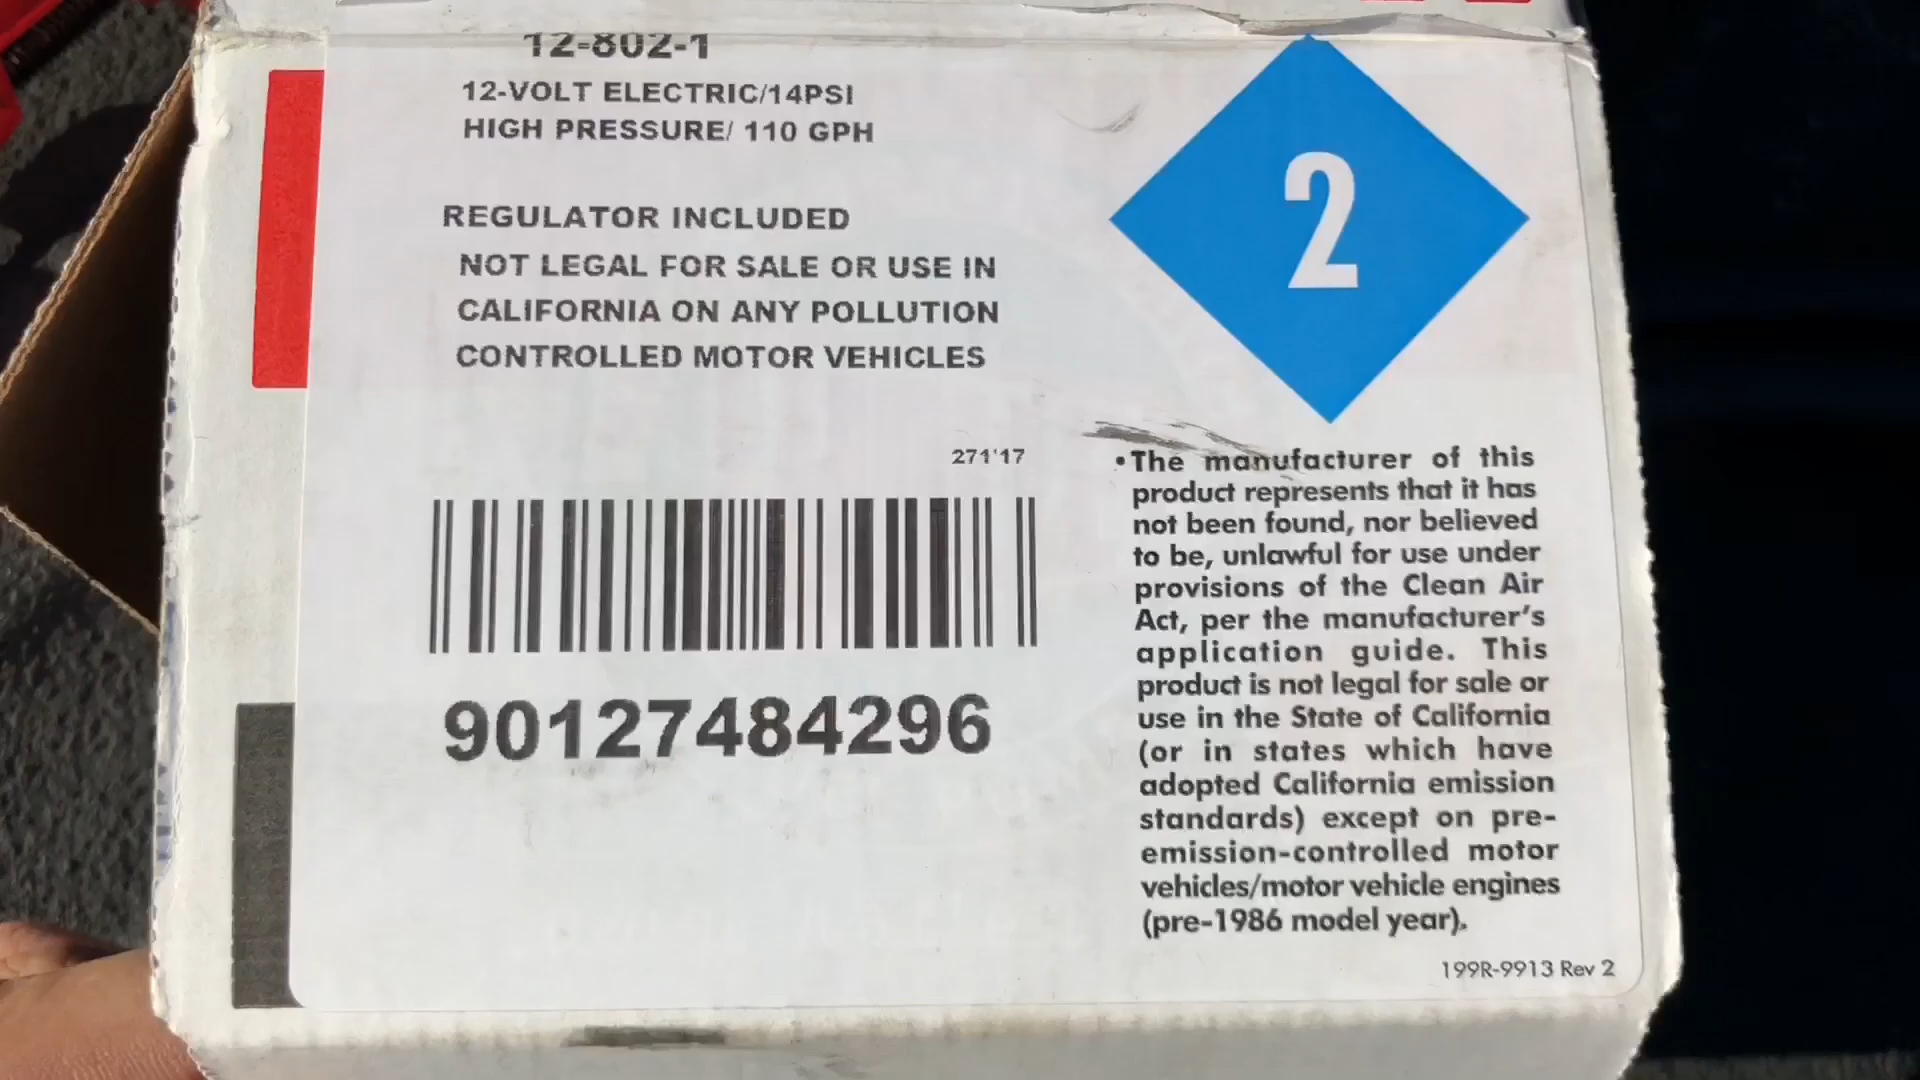 12-802-1
12-VOLT ELECTRIC/14PSI
HIGH PRESSURE/ 110 GPH
REGULATOR INCLUDED
NOT LEGAL FOR SALE OR USE IN
CALIFORNIA ON ANY POLLUTION
CONTROLLED MOTOR VEHICLES
271'17
90127484296
2
•The manufacturer of this
product represents that it has
not been found, nor believed
to be, unlawful for use under
provisions of the Clean Air
Act, per the manufacturer's
application guide. This
product is not legal for sale or
use in the State of California
(or in states which have
adopted California emission
standards) except on pre-
emission-controlled motor
vehicles/motor vehicle engines
(pre-1986 model year).
199R-9913 Rev 2